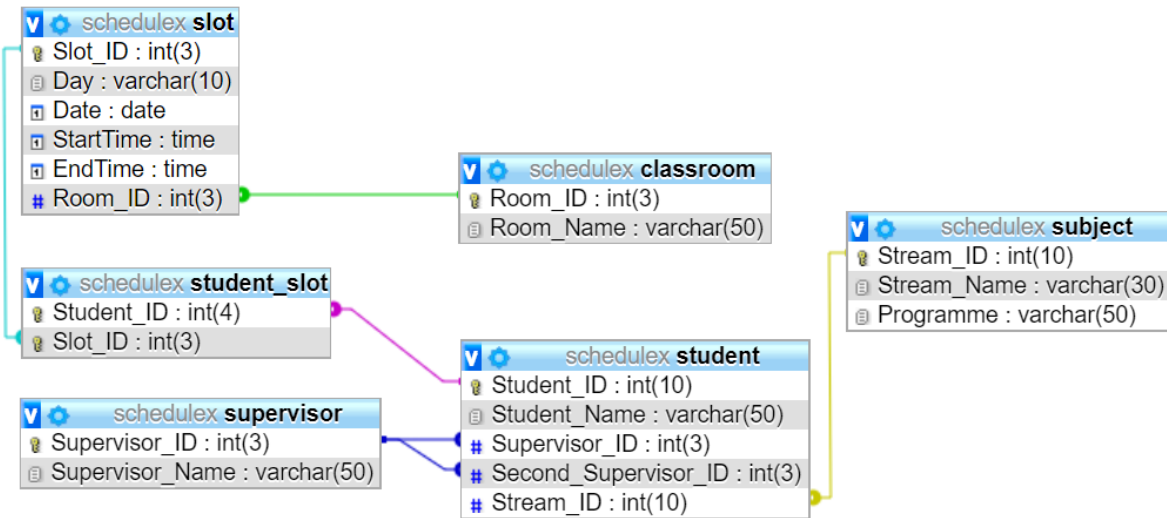 schedulex slot
Slot_ID : int(3)
Day : varchar(10)
Date : date
StartTime : time
EndTime : time
Room_ID : int(3)
schedulex classroom
Room_ID : int(3)
Room_Name : varchar(50)
schedulex subject
Stream_ID : int(10)
Stream_Name : varchar(30)
Programme : varchar(50)
schedulex student_slot
Student_ID : int(4)
Slot_ID : int(3)
schedulex student
Student_ID : int(10)
Student_Name : varchar(50)
Supervisor_ID : int(3)
Second_Supervisor_ID : int(3)
Stream_ID : int(10)
schedulex supervisor
Supervisor_ID : int(3)
Supervisor_Name : varchar(50)